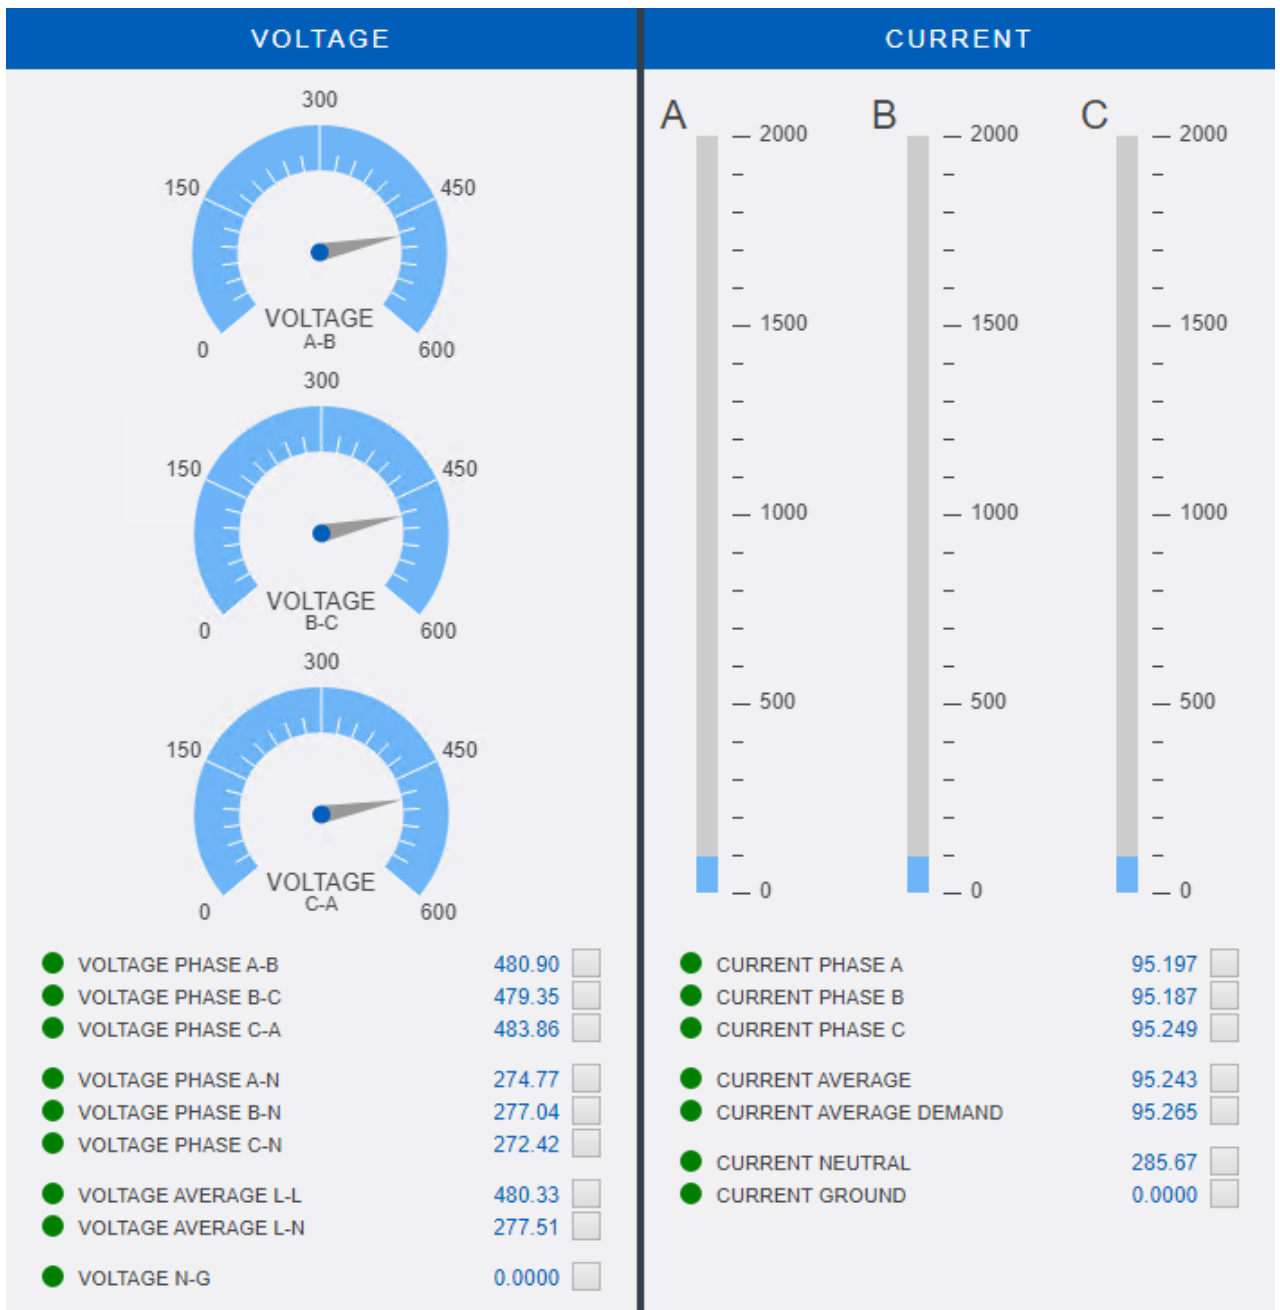 VOLTAGE
300
150
450
VOLTAGE
A-B
0
600
300
150
450
VOLTAGE
B-C
0
600
300
150
450
VOLTAGE
C-A
0
600
VOLTAGE PHASE A-B 480.90
VOLTAGE PHASE B-C 479.35
VOLTAGE PHASE C-A 483.86
VOLTAGE PHASE A-N 274.77
VOLTAGE PHASE B-N 277.04
VOLTAGE PHASE C-N 272.42
VOLTAGE AVERAGE L-L 480.33
VOLTAGE AVERAGE L-N 277.51
VOLTAGE N-G 0.0000
CURRENT
A B C
2000 2000 2000
1500 1500 1500
1000 1000 1000
500 500 500
0 0 0
CURRENT PHASE A 95.197
CURRENT PHASE B 95.187
CURRENT PHASE C 95.249
CURRENT AVERAGE 95.243
CURRENT AVERAGE DEMAND 95.265
CURRENT NEUTRAL 285.67
CURRENT GROUND 0.0000